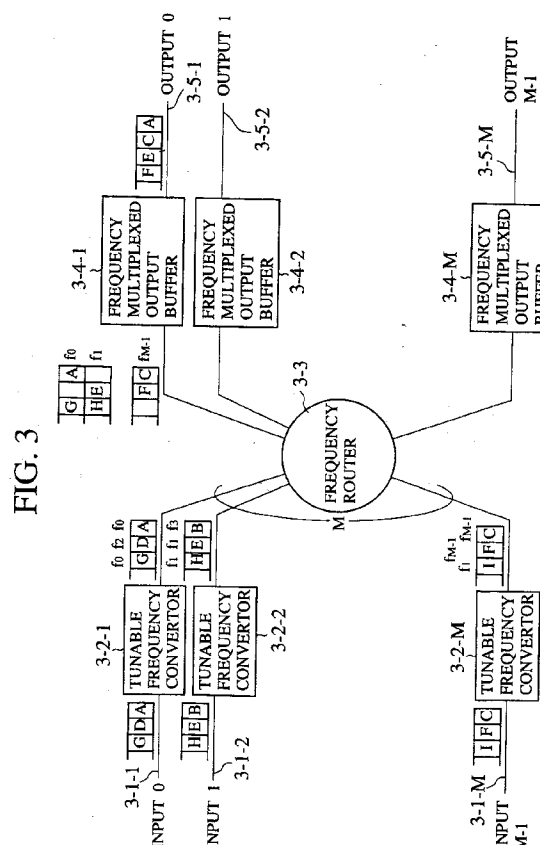 FIG. 3
3-1-1
INPUT 0
G D A
3-2-1
TUNABLE
FREQUENCY
CONVERTOR
f0 f2 f0
G D A
3-1-2
INPUT 1
H E B
TUNABLE
FREQUENCY
CONVERTOR
3-2-2
f1 f1 f3
H E B
3-1-M
INPUT
M-1
I F C
3-2-M
TUNABLE
FREQUENCY
CONVERTOR
f1 fM-1 fM-1
I F C
M
FREQUENCY
ROUTER
3-3
G A f0
H E f1
F C fM-1
3-4-1
FREQUENCY
MULTIPLEXED
OUTPUT
BUFFER
F E C A
OUTPUT 0
3-5-1
FREQUENCY
MULTIPLEXED
OUTPUT
BUFFER
3-4-2
OUTPUT 1
3-5-2
3-4-M
FREQUENCY
MULTIPLEXED
OUTPUT
BUFFER
3-5-M
OUTPUT
M-1